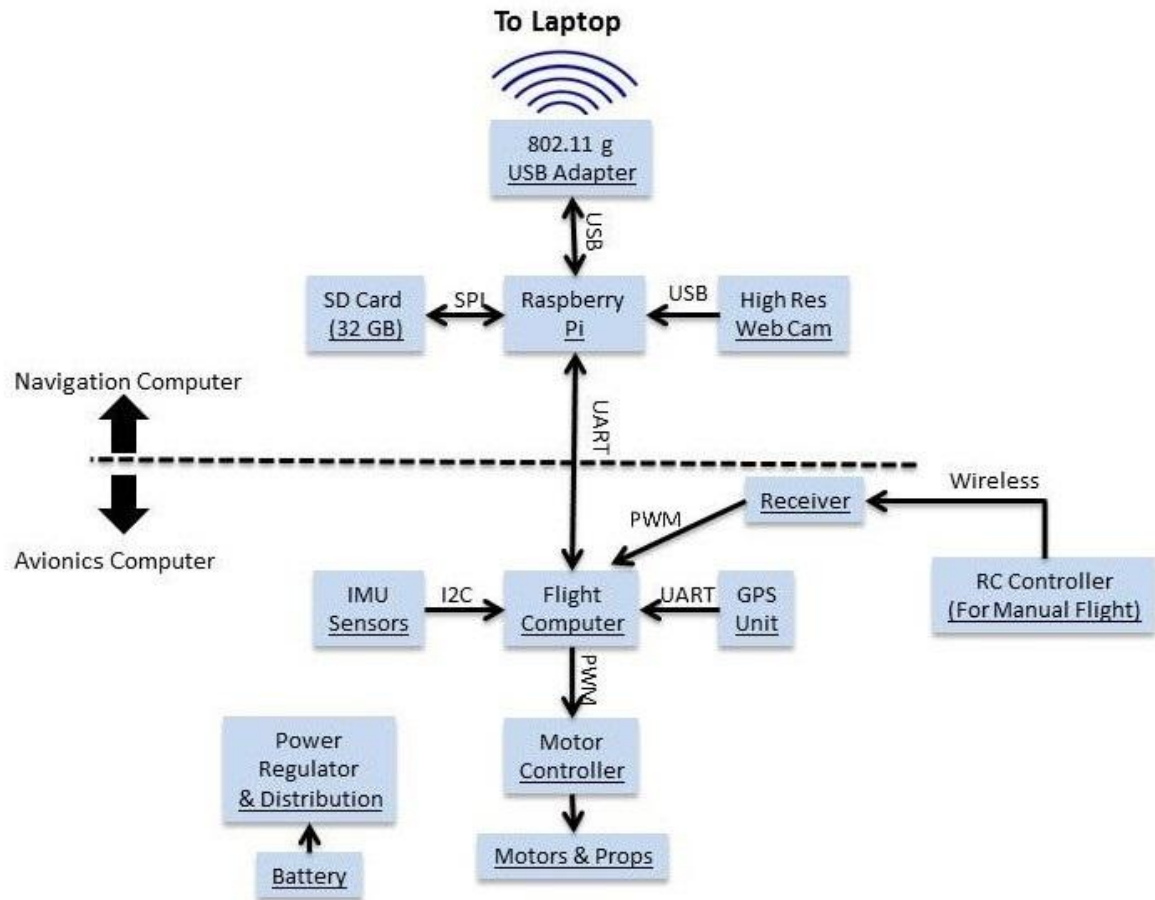 To Laptop
802.11 g
USB Adapter
USB
SD Card
(32 GB)
SPI
Raspberry
Pi
USB
High Res
Web Cam
Navigation Computer
UART
Avionics Computer
Wireless
Receiver
PWM
RC Controller
(For Manual Flight)
IMU
Sensors
I2C
Flight
Computer
UART
GPS
Unit
PWM
Power
Regulator
& Distribution
Motor
Controller
Battery
Motors & Props